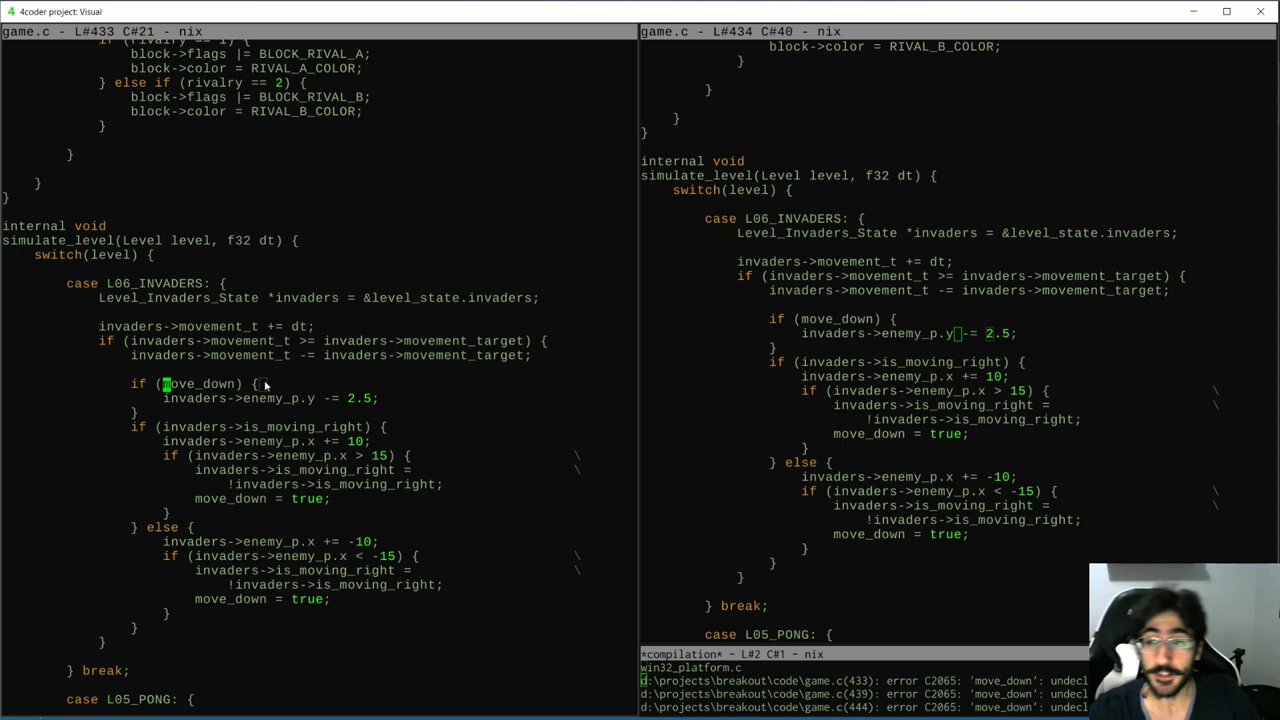 4coder project: Visual
game.c - L#433 C#21 - nix
block->flags |= BLOCK_RIVAL_A;
block->color = RIVAL_A_COLOR;
} else if (rivalry == 2) {
block->flags |= BLOCK_RIVAL_B;
block->color = RIVAL_B_COLOR;
}
}
}
}
internal void
simulate_level(Level level, f32 dt) {
switch(level) {
case L06_INVADERS: {
Level_Invaders_State *invaders = &level_state.invaders;
invaders->movement_t += dt;
if (invaders->movement_t >= invaders->movement_target) {
invaders->movement_t -= invaders->movement_target;
if (move_down) {
invaders->enemy_p.y -= 2.5;
}
if (invaders->is_moving_right) {
invaders->enemy_p.x += 10;
if (invaders->enemy_p.x > 15) { \
invaders->is_moving_right = \
!invaders->is_moving_right;
move_down = true;
}
} else {
invaders->enemy_p.x += -10;
if (invaders->enemy_p.x < -15) { \
invaders->is_moving_right = \
!invaders->is_moving_right;
move_down = true;
}
}
}
} break;
case L05_PONG: {
game.c - L#434 C#40 - nix
block->color = RIVAL_B_COLOR;
}
}
}
}
internal void
simulate_level(Level level, f32 dt) {
switch(level) {
case L06_INVADERS: {
Level_Invaders_State *invaders = &level_state.invaders;
invaders->movement_t += dt;
if (invaders->movement_t >= invaders->movement_target) {
invaders->movement_t -= invaders->movement_target;
if (move_down) {
invaders->enemy_p.y -= 2.5;
}
if (invaders->is_moving_right) {
invaders->enemy_p.x += 10;
if (invaders->enemy_p.x > 15) { \
invaders->is_moving_right = \
!invaders->is_moving_right;
move_down = true;
}
} else {
invaders->enemy_p.x += -10;
if (invaders->enemy_p.x < -15) { \
invaders->is_moving_right = \
!invaders->is_moving_right;
move_down = true;
}
}
}
} break;
case L05_PONG: {
*compilation* - L#2 C#1 - nix
win32_platform.c
d:\projects\breakout\code\game.c(433): error C2065: 'move_down': undecl
d:\projects\breakout\code\game.c(439): error C2065: 'move_down': undecl
d:\projects\breakout\code\game.c(444): error C2065: 'move_down': undecl